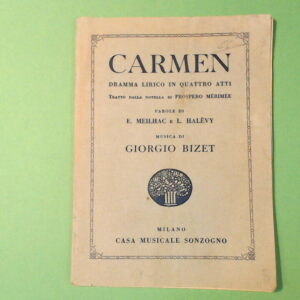 CARMEN
DRAMMA LIRICO IN QUATTRO ATTI
TRATTO DALLA NOVELLA DI PROSPERO MÉRIMÉE
PAROLE DI
E. MEILHAC E L. HALÉVY
MUSICA DI
GIORGIO BIZET
MILANO
CASA MUSICALE SONZOGNO